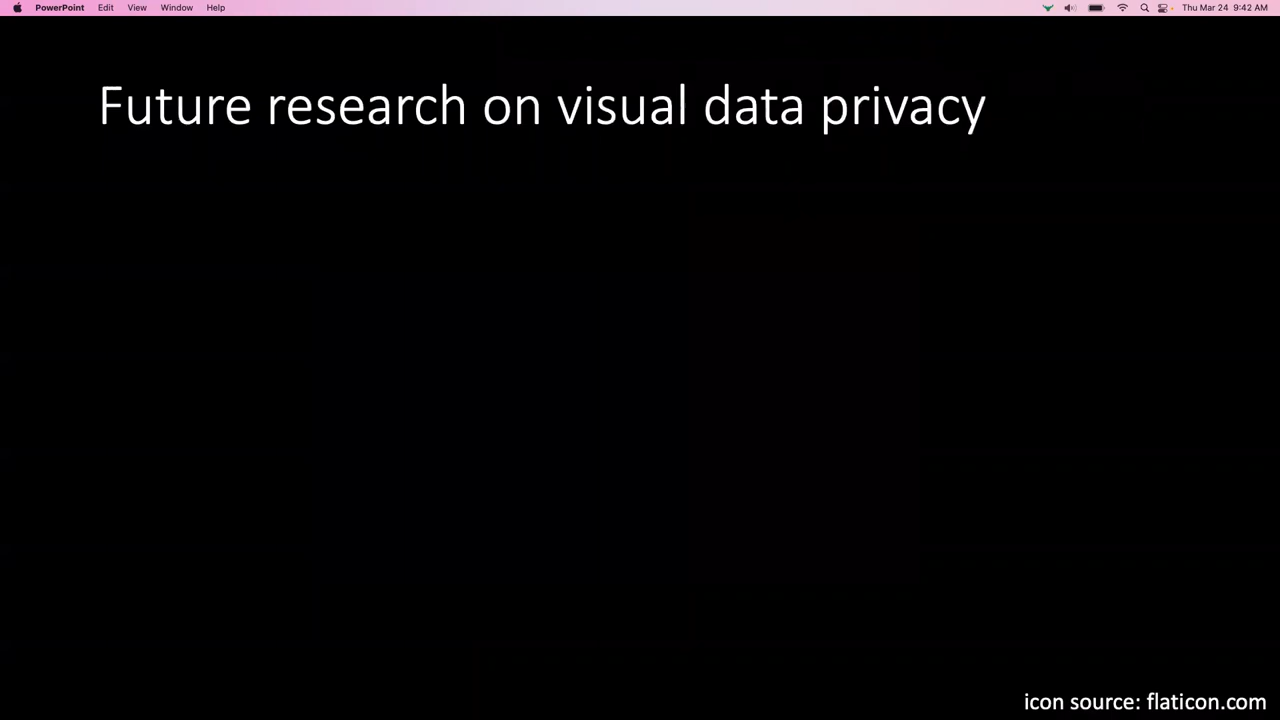 PowerPoint Edit View Window Help Thu Mar 24 9:42 AM
Future research on visual data privacy
icon source: flaticon.com